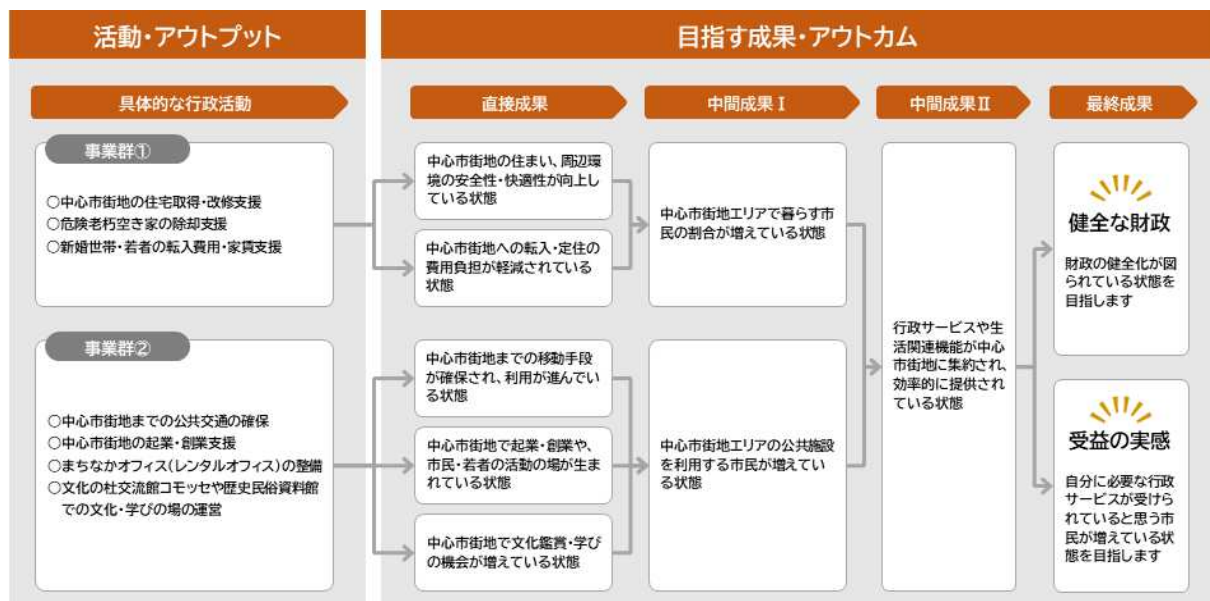 活動・アウトプット
目指す成果・アウトカム
具体的な行政活動
直接成果
中間成果Ⅰ
中間成果Ⅱ
最終成果
事業群①
○中心市街地の住宅取得・改修支援
○危険老朽空き家の除却支援
○新婚世帯・若者の転入費用・家賃支援
中心市街地の住まい、周辺環
境の安全性・快適性が向上し
ている状態
中心市街地への転入・定住の
費用負担が軽減されている
状態
中心市街地エリアで暮らす市
民の割合が増えている状態
事業群②
○中心市街地までの公共交通の確保
○中心市街地の起業・創業支援
○まちなかオフィス(レンタルオフィス)の整備
○文化の杜交流館コモッセや歴史民俗資料館
での文化・学びの場の運営
中心市街地までの移動手段
が確保され、利用が進んでい
る状態
中心市街地で起業・創業や、
市民・若者の活動の場が生ま
れている状態
中心市街地で文化鑑賞・学び
の機会が増えている状態
中心市街地エリアの公共施設
を利用する市民が増えてい
る状態
行政サービスや生
活関連機能が中心
市街地に集約され、
効率的に提供され
ている状態
健全な財政
財政の健全化が図
られている状態を
目指します
受益の実感
自分に必要な行政
サービスが受けら
れていると思う市
民が増えている状
態を目指します